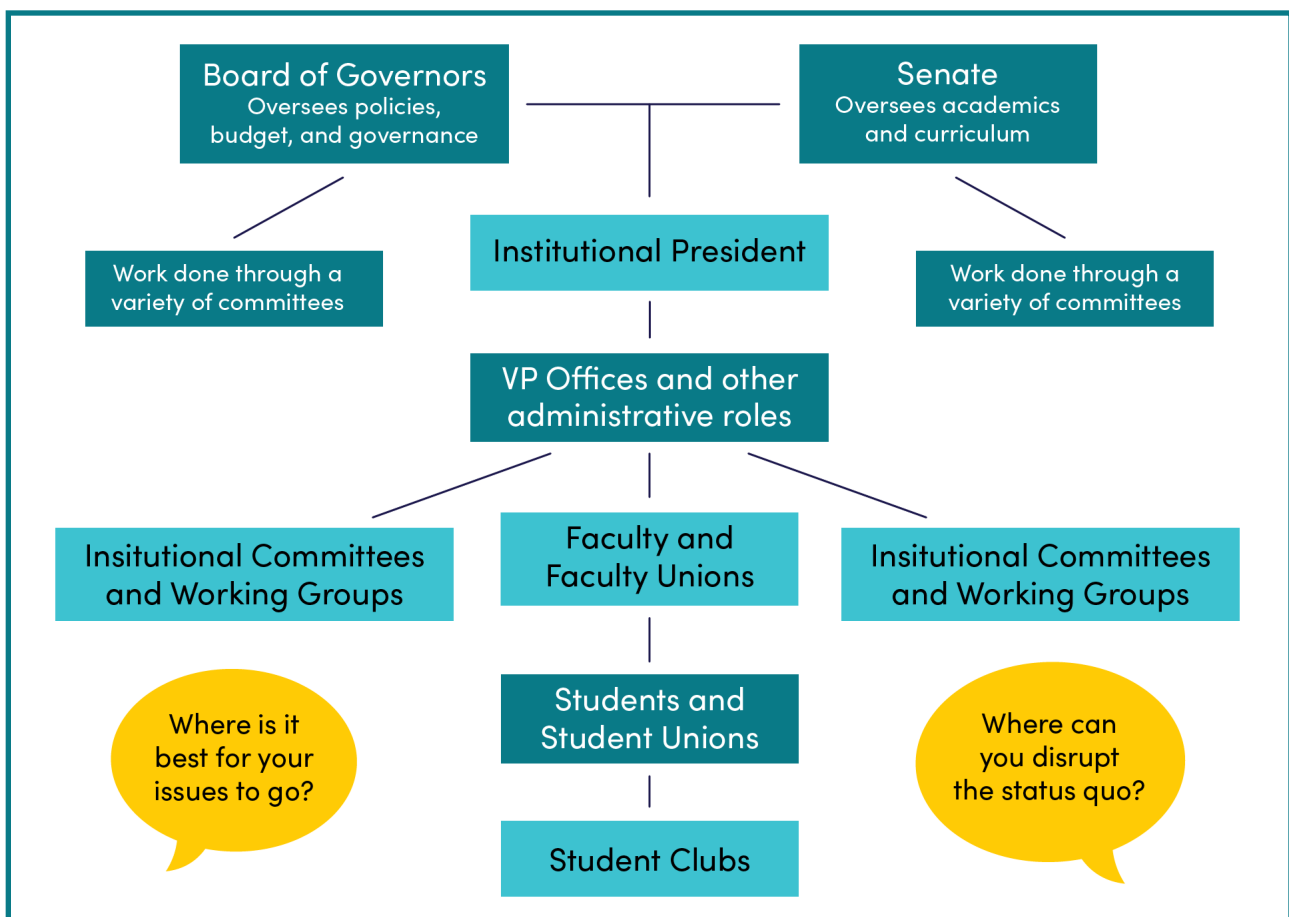 Board of Governors
Oversees policies,
budget, and governance
Senate
Oversees academics
and curriculum
Institutional President
Work done through a
variety of committees
Work done through a
variety of committees
VP Offices and other
administrative roles
Insitutional Committees
and Working Groups
Faculty and
Faculty Unions
Insitutional Committees
and Working Groups
Where is it
best for your
issues to go?
Students and
Student Unions
Where can
you disrupt
the status quo?
Student Clubs